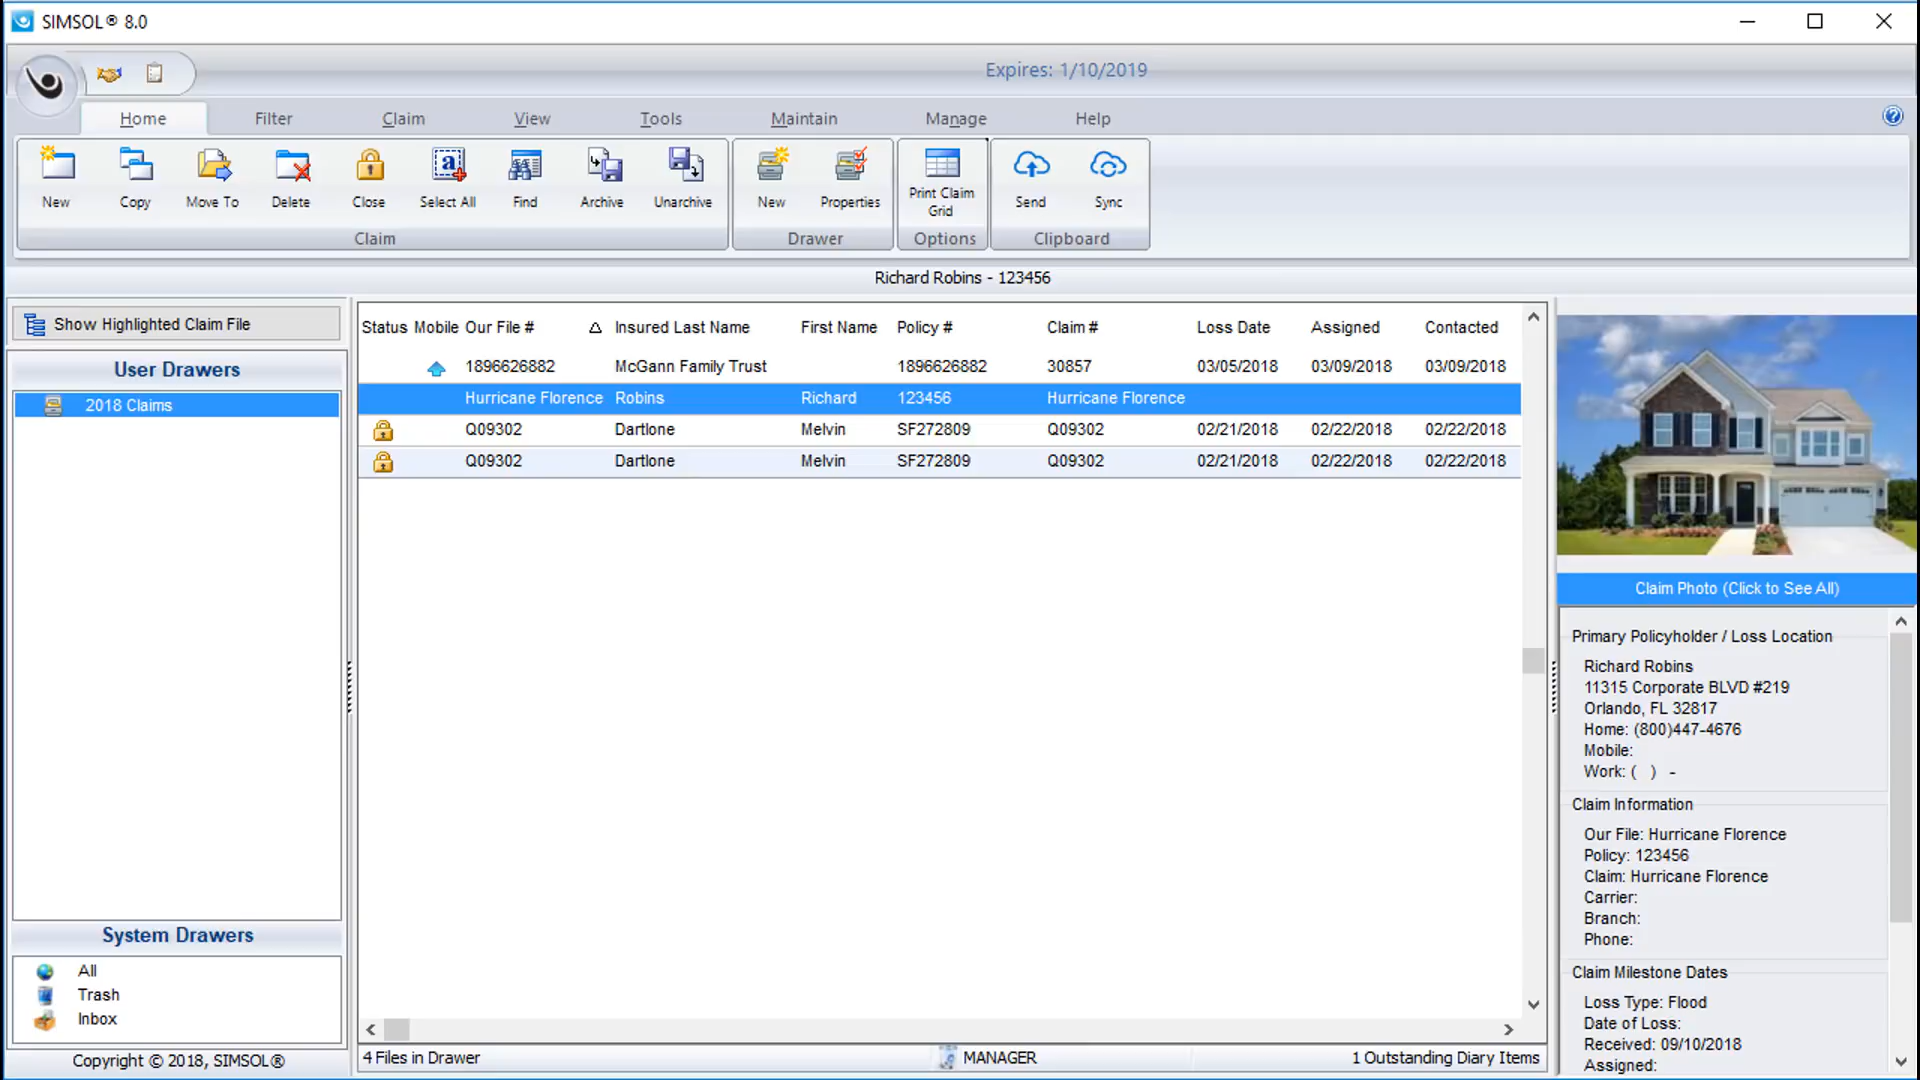 SIMSOL® 8.0
Expires: 1/10/2019
Home Filter Claim View Tools Maintain Manage Help
New Copy Move To Delete Close Select All Find Archive Unarchive New Properties Print Claim Grid Send Sync
Claim Drawer Options Clipboard
Richard Robins - 123456
Show Highlighted Claim File
User Drawers
2018 Claims
System Drawers
All
Trash
Inbox
Copyright © 2018, SIMSOL®
Status Mobile Our File # Insured Last Name First Name Policy # Claim # Loss Date Assigned Contacted
1896626882 McGann Family Trust 1896626882 30857 03/05/2018 03/09/2018 03/09/2018
Hurricane Florence Robins Richard 123456 Hurricane Florence
Q09302 Dartlone Melvin SF272809 Q09302 02/21/2018 02/22/2018 02/22/2018
Q09302 Dartlone Melvin SF272809 Q09302 02/21/2018 02/22/2018 02/22/2018
4 Files in Drawer MANAGER 1 Outstanding Diary Items
Claim Photo (Click to See All)
Primary Policyholder / Loss Location
Richard Robins
11315 Corporate BLVD #219
Orlando, FL 32817
Home: (800)447-4676
Mobile:
Work: ( ) -
Claim Information
Our File: Hurricane Florence
Policy: 123456
Claim: Hurricane Florence
Carrier:
Branch:
Phone:
Claim Milestone Dates
Loss Type: Flood
Date of Loss:
Received: 09/10/2018
Assigned: